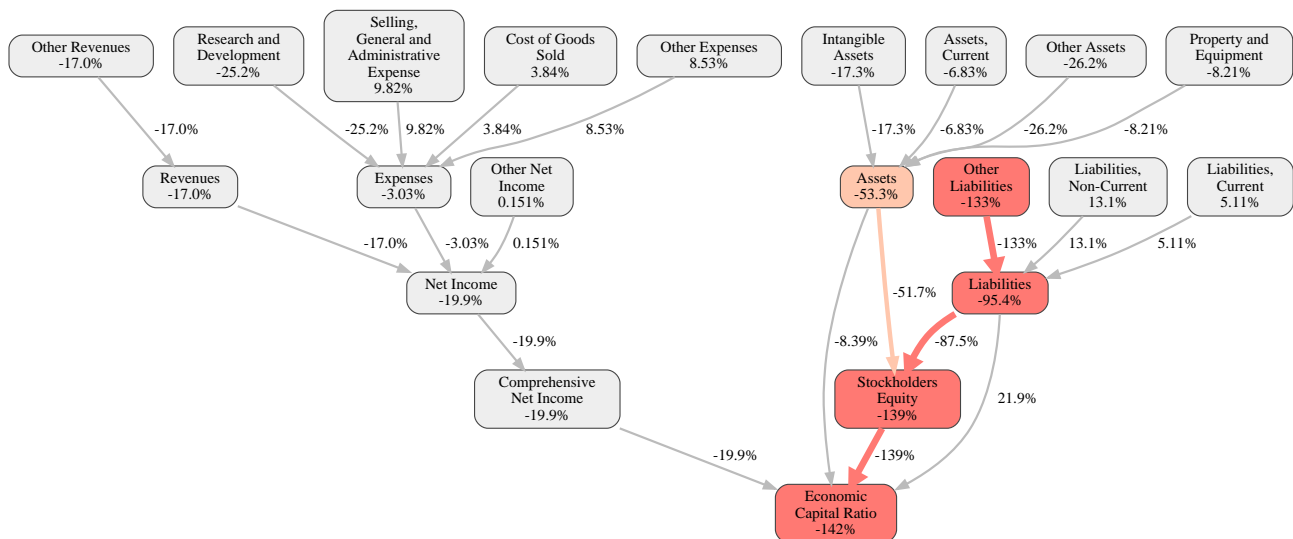 Other Revenues
-17.0%
Research and
Development
-25.2%
Selling,
General and
Administrative
Expense
9.82%
Cost of Goods
Sold
3.84%
Other Expenses
8.53%
Intangible
Assets
-17.3%
Assets,
Current
-6.83%
Other Assets
-26.2%
Property and
Equipment
-8.21%
-17.0%
-25.2%
9.82%
3.84%
8.53%
-17.3%
-6.83%
-26.2%
-8.21%
Revenues
-17.0%
Expenses
-3.03%
Other Net
Income
0.151%
Assets
-53.3%
Other
Liabilities
-133%
Liabilities,
Non-Current
13.1%
Liabilities,
Current
5.11%
-17.0%
-3.03%
0.151%
-133%
13.1%
5.11%
Net Income
-19.9%
-51.7%
Liabilities
-95.4%
-19.9%
-8.39%
-87.5%
Comprehensive
Net Income
-19.9%
Stockholders
Equity
-139%
21.9%
-19.9%
-139%
Economic
Capital Ratio
-142%